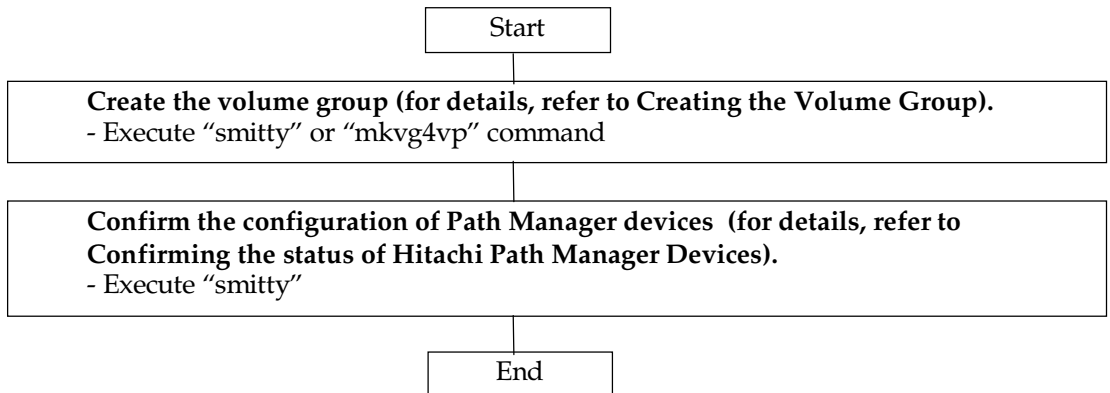 Start
Create the volume group (for details, refer to Creating the Volume Group).
- Execute “smitty” or “mkvg4vp” command
Confirm the configuration of Path Manager devices  (for details, refer to
Confirming the status of Hitachi Path Manager Devices).
- Execute “smitty”
End